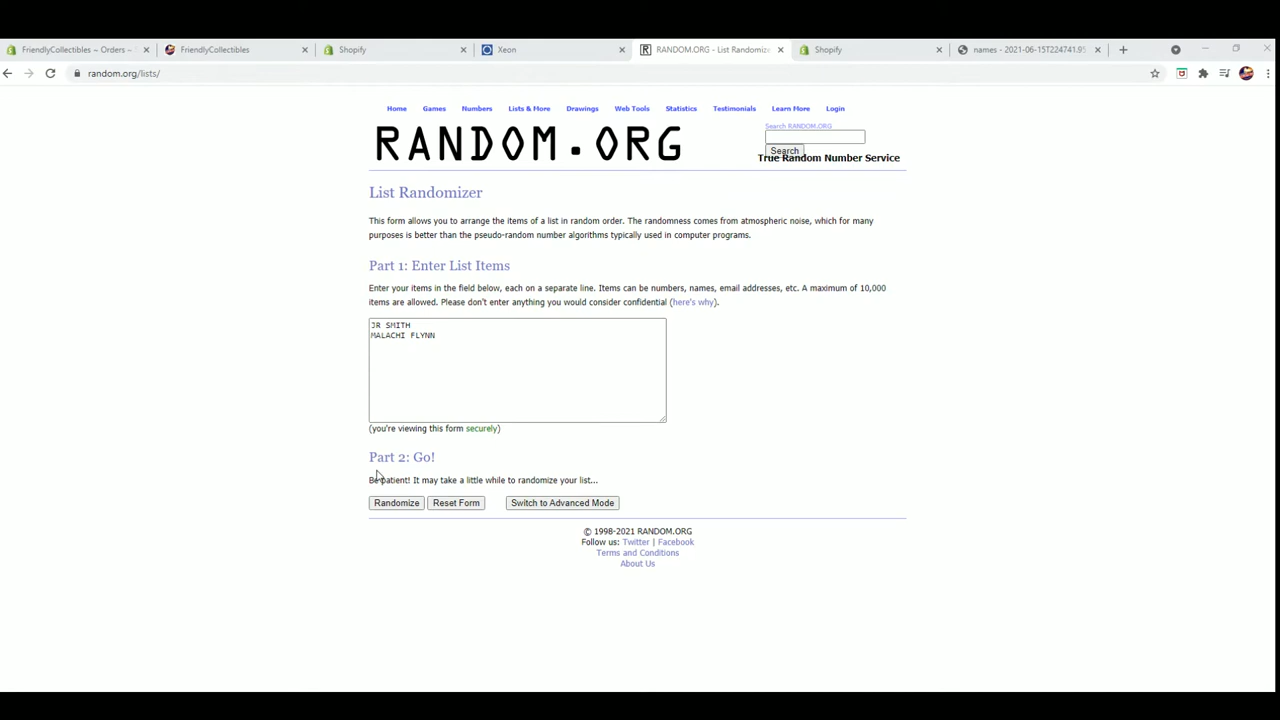 FriendlyCollectibles ~ Orders ~
FriendlyCollectibles
Shopify
Xeon
RANDOM.ORG - List Randomize
Shopify
names - 2021-06-15T224741.95
random.org/lists/
Home Games Numbers Lists & More Drawings Web Tools Statistics Testimonials Learn More Login
RANDOM.ORG
Search RANDOM.ORG
Search
True Random Number Service
List Randomizer
This form allows you to arrange the items of a list in random order. The randomness comes from atmospheric noise, which for many
purposes is better than the pseudo-random number algorithms typically used in computer programs.
Part 1: Enter List Items
Enter your items in the field below, each on a separate line. Items can be numbers, names, email addresses, etc. A maximum of 10,000
items are allowed. Please don't enter anything you would consider confidential (here's why).
JR SMITH
MALACHI FLYNN
(you're viewing this form securely)
Part 2: Go!
Be patient! It may take a little while to randomize your list...
Randomize Reset Form Switch to Advanced Mode
© 1998-2021 RANDOM.ORG
Follow us: Twitter | Facebook
Terms and Conditions
About Us